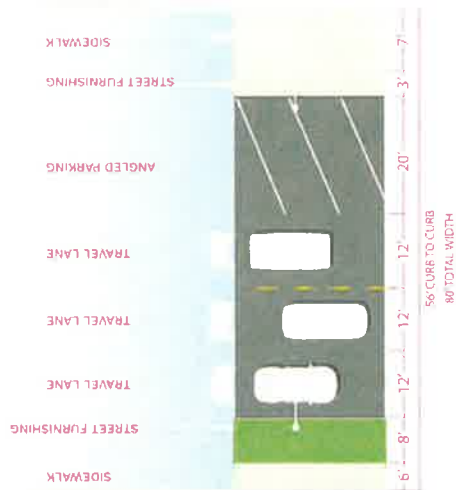 SIDEWALK
7'
STREET FURNISHING
3'
ANGLED PARKING
20'
TRAVEL LANE
12'
TRAVEL LANE
12'
TRAVEL LANE
12'
STREET FURNISHING
8'
SIDEWALK
6'
56' CURB TO CURB
80' TOTAL WIDTH